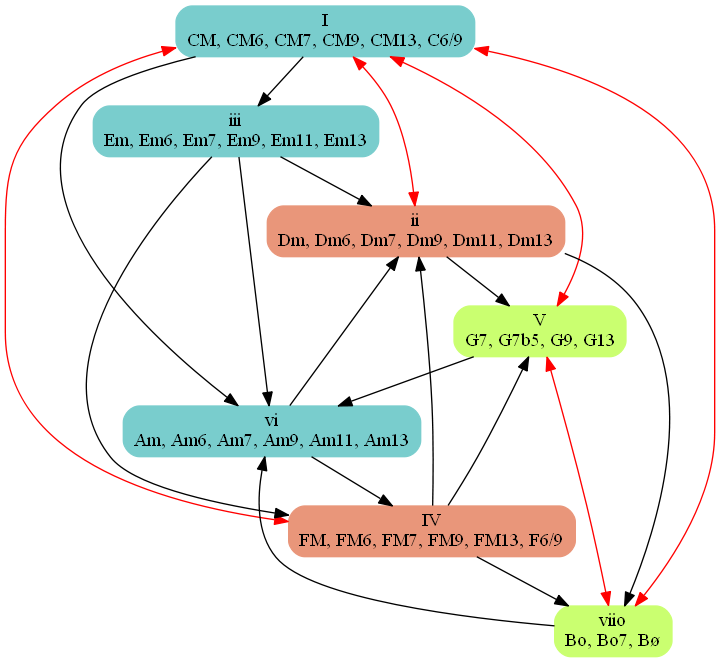 I
CM, CM6, CM7, CM9, CM13, C6/9
iii
Em, Em6, Em7, Em9, Em11, Em13
ii
Dm, Dm6, Dm7, Dm9, Dm11, Dm13
V
G7, G7b5, G9, G13
vi
Am, Am6, Am7, Am9, Am11, Am13
IV
FM, FM6, FM7, FM9, FM13, F6/9
viio
Bo, Bo7, Bø